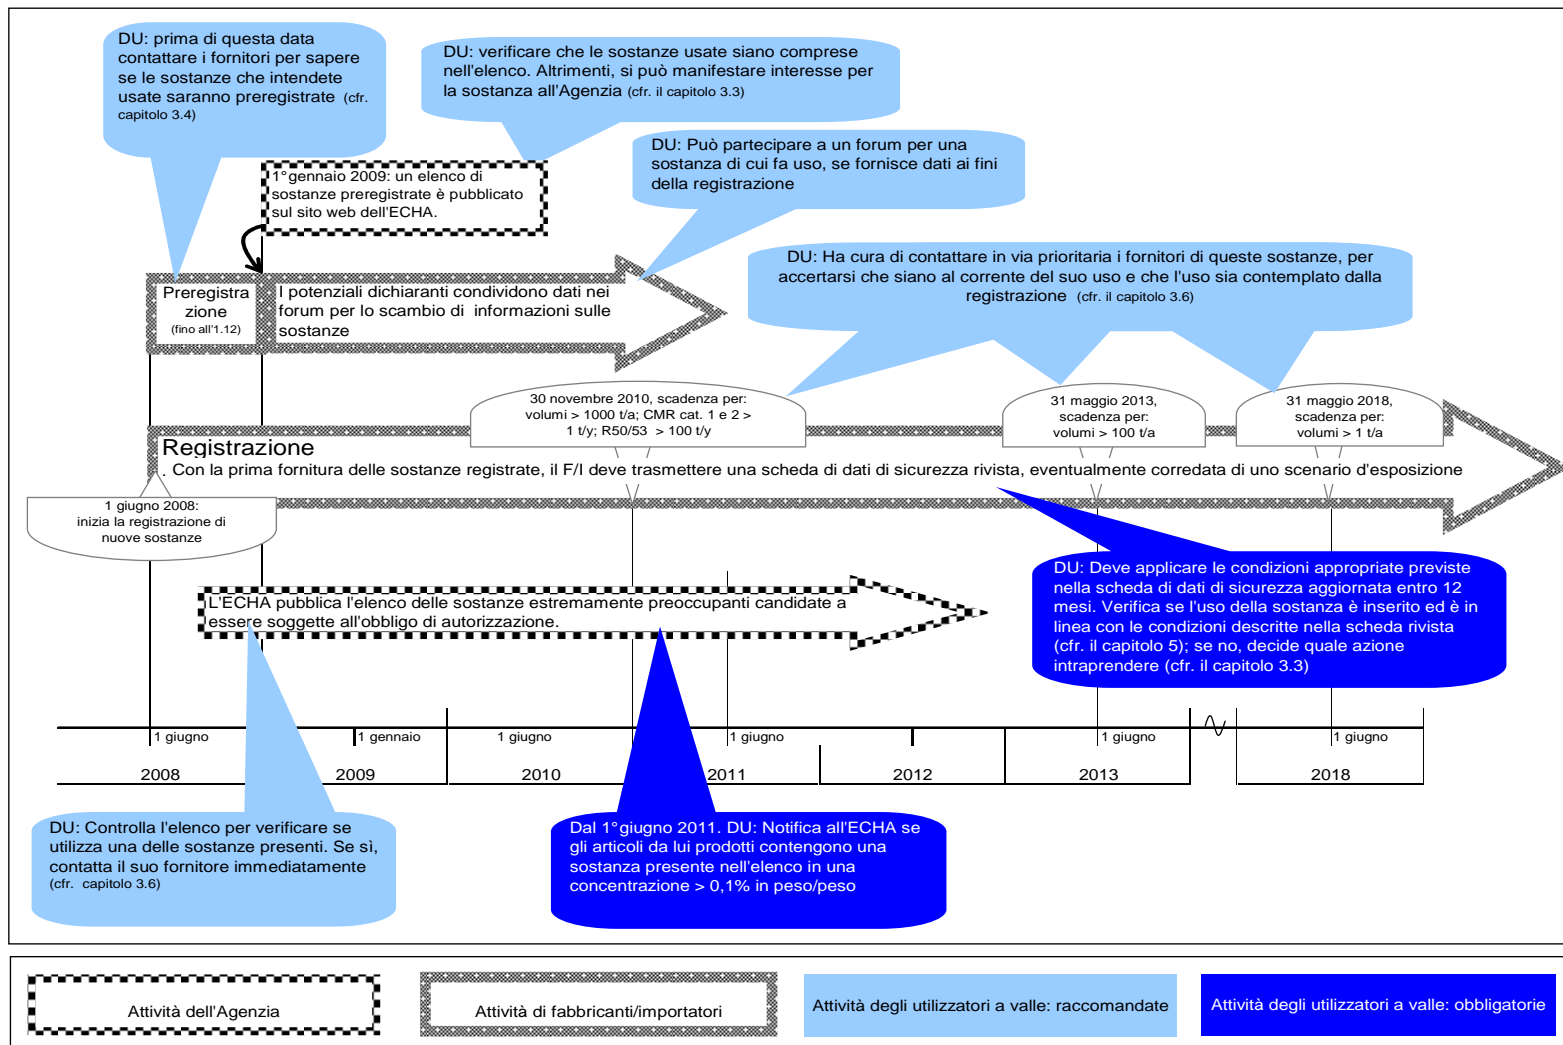 DU: prima di questa data
contattare i fornitori per sapere
se le sostanze che intendete
usate saranno preregistrate (cfr.
capitolo 3.4)
DU: verificare che le sostanze usate siano comprese
nell'elenco. Altrimenti, si può manifestare interesse per
la sostanza all'Agenzia (cfr. il capitolo 3.3)
DU: Può partecipare a un forum per una
sostanza di cui fa uso, se fornisce dati ai fini
della registrazione
1° gennaio 2009: un elenco di
sostanze preregistrate è pubblicato
sul sito web dell'ECHA.
DU: Ha cura di contattare in via prioritaria i fornitori di queste sostanze, per
accertarsi che siano al corrente del suo uso e che l'uso sia contemplato dalla
registrazione (cfr. il capitolo 3.6)
Preregistra
zione
(fino all'1.12)
I potenziali dichiaranti condividono dati nei
forum per lo scambio di informazioni sulle
sostanze
30 novembre 2010, scadenza per:
volumi > 1000 t/a; CMR cat. 1 e 2 >
1 t/y; R50/53 > 100 t/y
31 maggio 2013,
scadenza per:
volumi > 100 t/a
31 maggio 2018,
scadenza per:
volumi > 1 t/a
Registrazione
. Con la prima fornitura delle sostanze registrate, il F/I deve trasmettere una scheda di dati di sicurezza rivista, eventualmente corredata di uno scenario d'esposizione
1 giugno 2008:
inizia la registrazione di
nuove sostanze
DU: Deve applicare le condizioni appropriate previste
nella scheda di dati di sicurezza aggiornata entro 12
mesi. Verifica se l'uso della sostanza è inserito ed è in
linea con le condizioni descritte nella scheda rivista
(cfr. il capitolo 5); se no, decide quale azione
intraprendere (cfr. il capitolo 3.3)
L'ECHA pubblica l'elenco delle sostanze estremamente preoccupanti candidate a
essere soggette all'obbligo di autorizzazione.
1 giugno
1 gennaio
1 giugno
1 giugno
1 giugno
1 giugno
2008
2009
2010
2011
2012
2013
2018
DU: Controlla l'elenco per verificare se
utilizza una delle sostanze presenti. Se sì,
contatta il suo fornitore immediatamente
(cfr. capitolo 3.6)
Dal 1° giugno 2011. DU: Notifica all'ECHA se
gli articoli da lui prodotti contengono una
sostanza presente nell'elenco in una
concentrazione > 0,1% in peso/peso
Attività dell'Agenzia
Attività di fabbricanti/importatori
Attività degli utilizzatori a valle: raccomandate
Attività degli utilizzatori a valle: obbligatorie